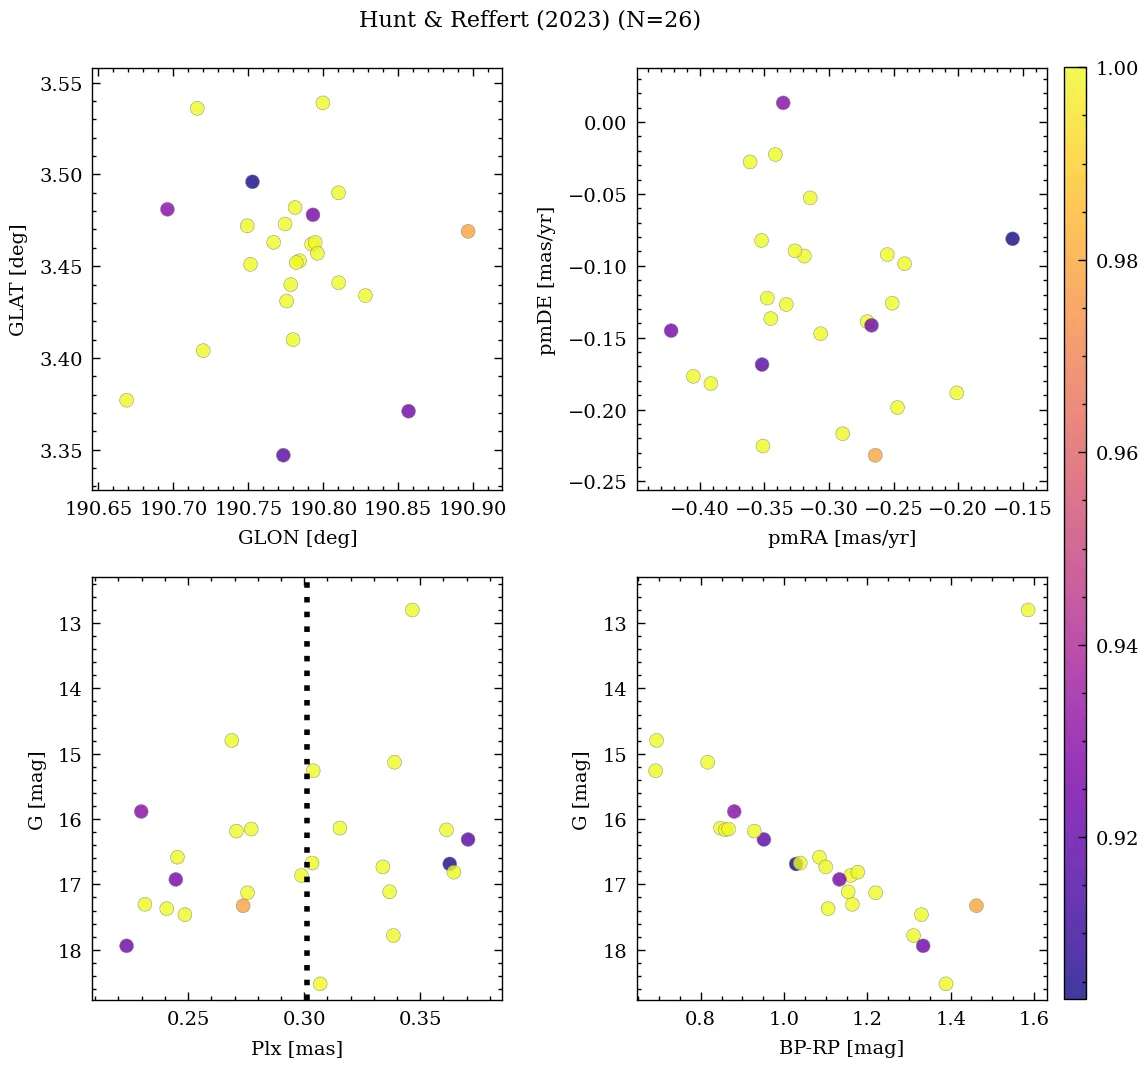 Hunt & Reffert (2023) (N=26)
3.55
3.50
3.45
3.40
3.35
GLAT [deg]
190.65 190.70 190.75 190.80 190.85 190.90
GLON [deg]
0.00
−0.05
−0.10
−0.15
−0.20
−0.25
pmDE [mas/yr]
−0.40 −0.35 −0.30 −0.25 −0.20 −0.15
pmRA [mas/yr]
13
14
15
16
17
18
G [mag]
0.25 0.30 0.35
Plx [mas]
13
14
15
16
17
18
G [mag]
0.8 1.0 1.2 1.4 1.6
BP-RP [mag]
1.00
0.98
0.96
0.94
0.92